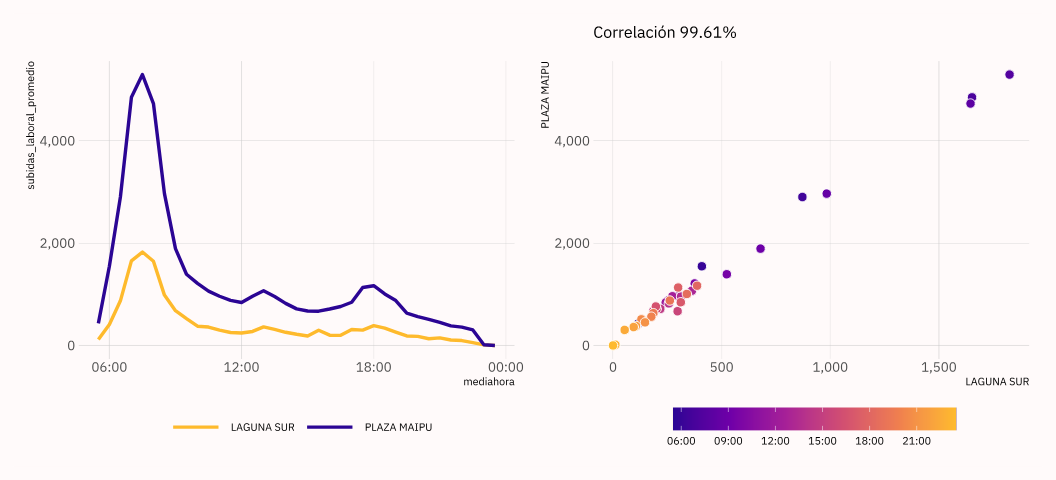 Correlación 99.61%
subidas_laboral_promedio
4,000
2,000
0
06:00
12:00
18:00
00:00
mediahora
LAGUNA SUR
PLAZA MAIPU
PLAZA MAIPU
4,000
2,000
0
0
500
1,000
1,500
LAGUNA SUR
06:00
09:00
12:00
15:00
18:00
21:00